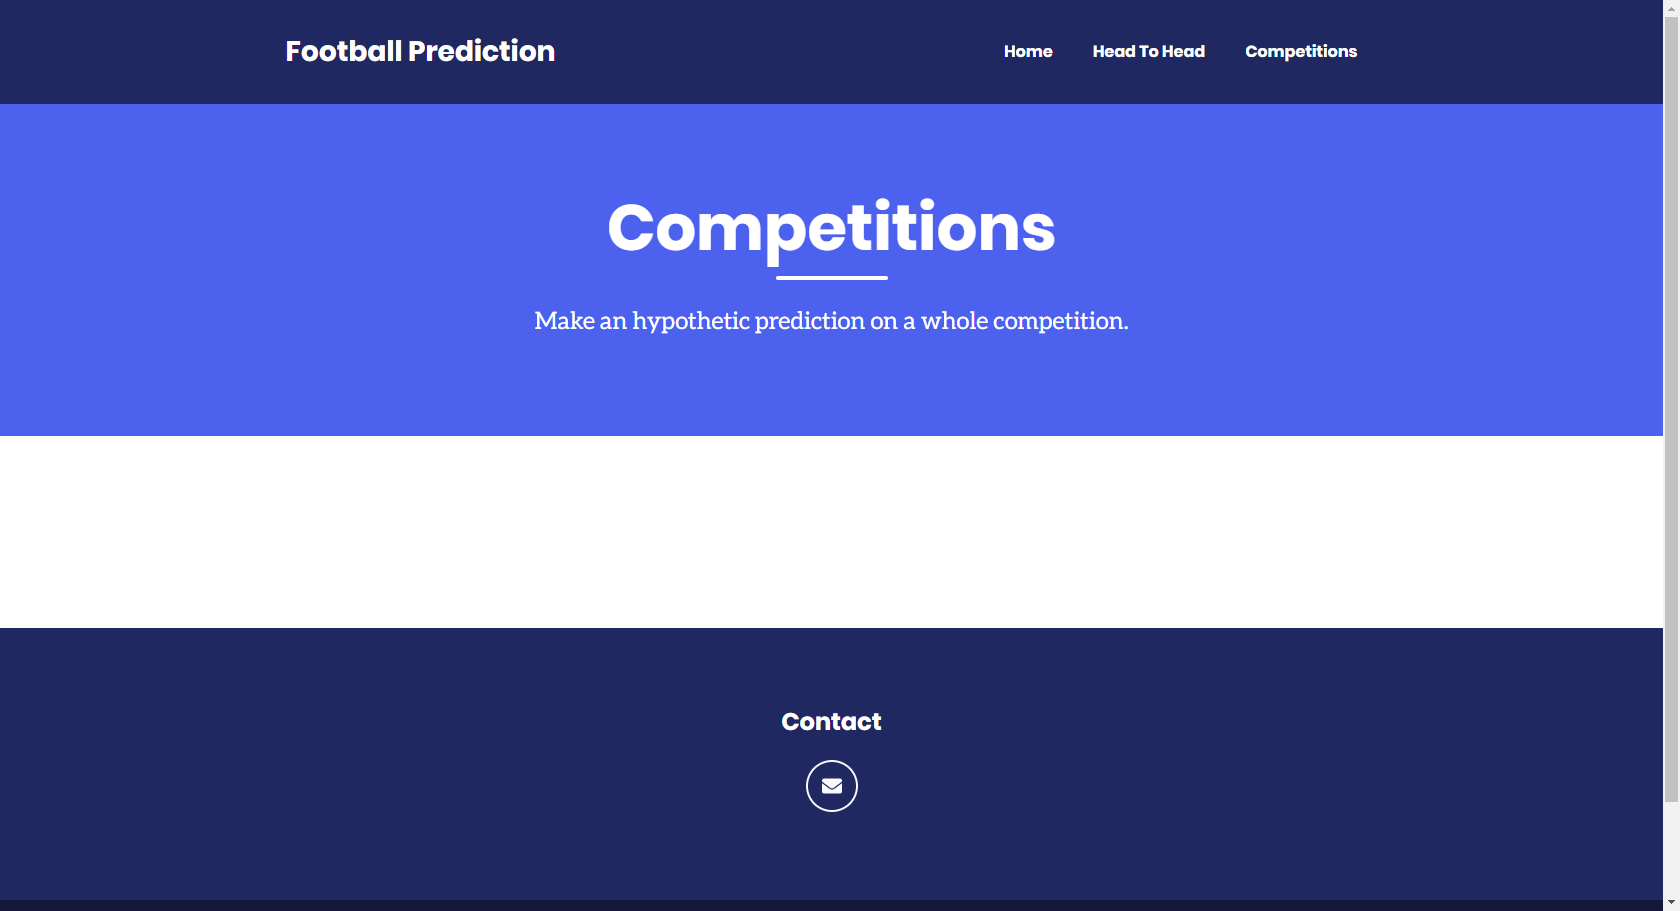 Football Prediction
Home Head To Head Competitions
Competitions
Make an hypothetic prediction on a whole competition.
Contact